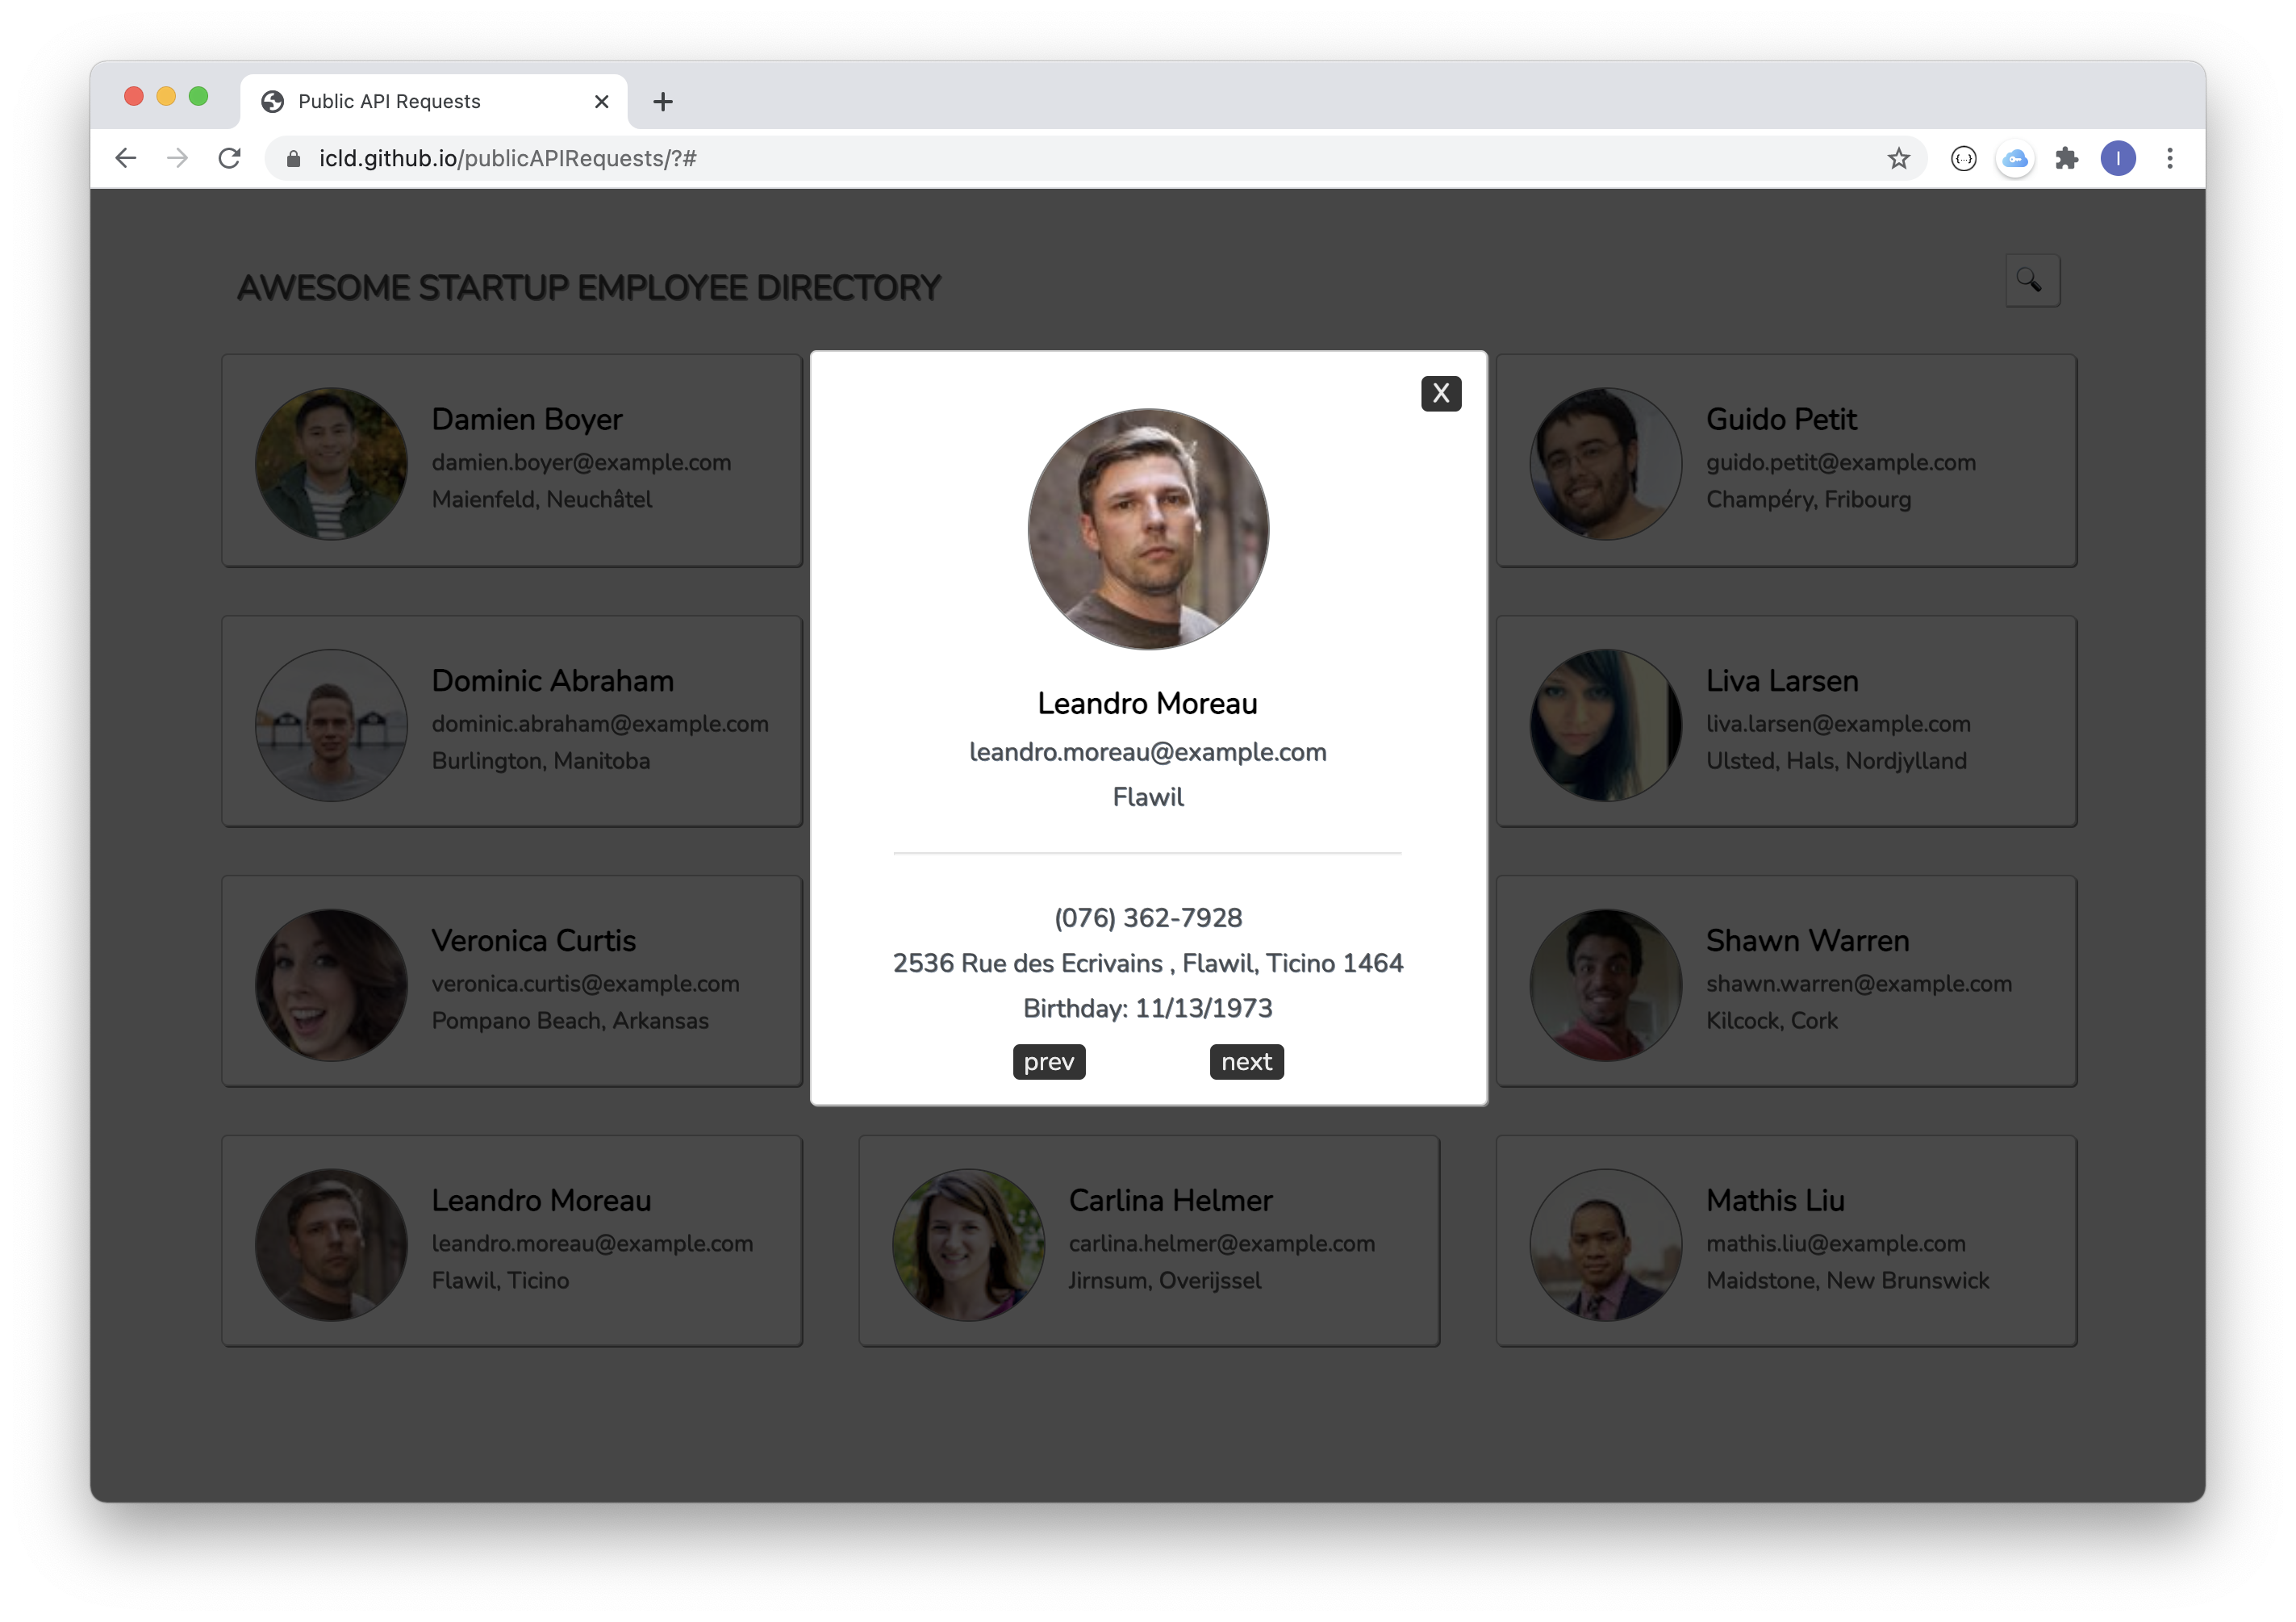 Public API Requests
icld.github.io/publicAPIRequests/?#
I
AWESOME STARTUP EMPLOYEE DIRECTORY
Damien Boyer
damien.boyer@example.com
Maienfeld, Neuchâtel
X
Leandro Moreau
leandro.moreau@example.com
Flawil
(076) 362-7928
2536 Rue des Ecrivains , Flawil, Ticino 1464
Birthday: 11/13/1973
prev
next
Guido Petit
guido.petit@example.com
Champéry, Fribourg
Dominic Abraham
dominic.abraham@example.com
Burlington, Manitoba
Liva Larsen
liva.larsen@example.com
Ulsted, Hals, Nordjylland
Veronica Curtis
veronica.curtis@example.com
Pompano Beach, Arkansas
Shawn Warren
shawn.warren@example.com
Kilcock, Cork
Leandro Moreau
leandro.moreau@example.com
Flawil, Ticino
Carlina Helmer
carlina.helmer@example.com
Jirnsum, Overijssel
Mathis Liu
mathis.liu@example.com
Maidstone, New Brunswick